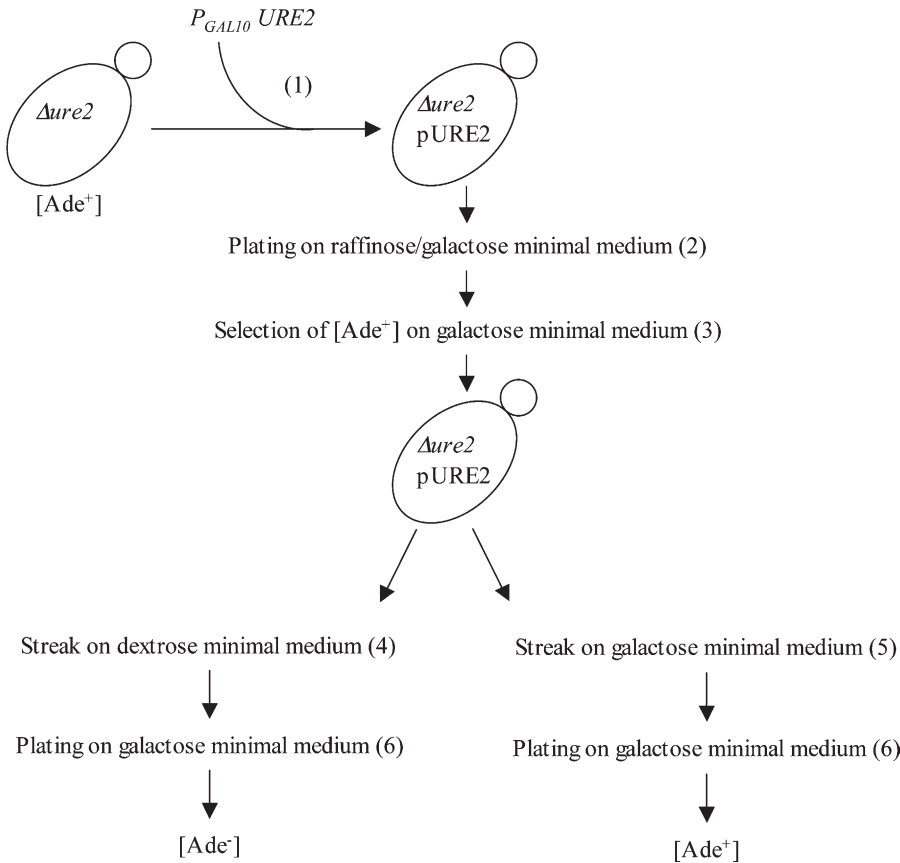 P_GAL10 URE2
(1)
Δure2
[Ade⁺]
Δure2
pURE2
Plating on raffinose/galactose minimal medium (2)
Selection of [Ade⁺] on galactose minimal medium (3)
Δure2
pURE2
Streak on dextrose minimal medium (4)
Streak on galactose minimal medium (5)
Plating on galactose minimal medium (6)
Plating on galactose minimal medium (6)
[Ade⁻]
[Ade⁺]